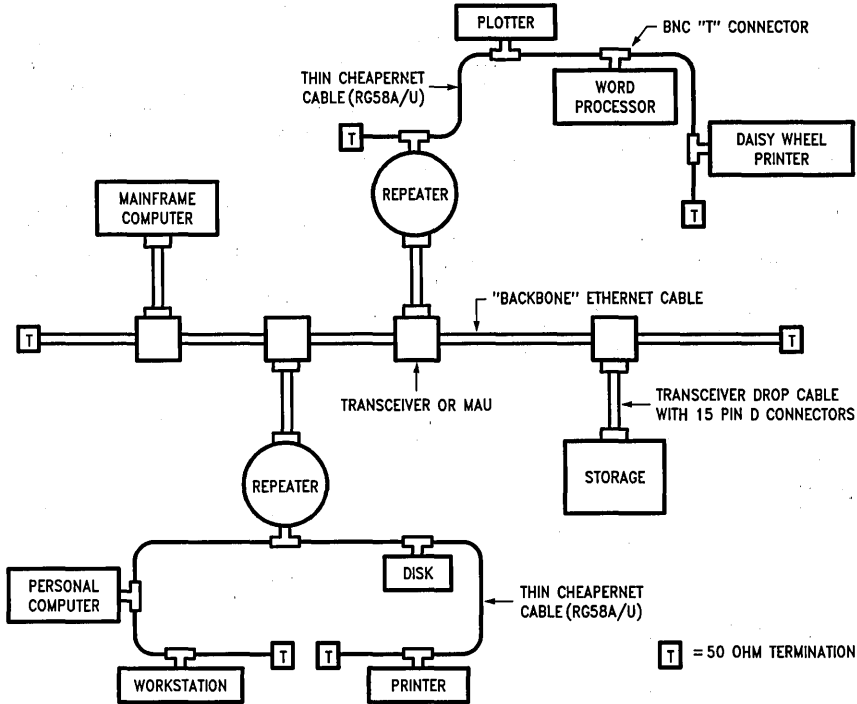 PLOTTER
BNC "T" CONNECTOR
THIN CHEAPERNET
CABLE (RG58A/U)
WORD
PROCESSOR
T
DAISY WHEEL
PRINTER
MAINFRAME
COMPUTER
REPEATER
T
"BACKBONE" ETHERNET CABLE
T
T
TRANSCEIVER OR MAU
TRANSCEIVER DROP CABLE
WITH 15 PIN D CONNECTORS
REPEATER
STORAGE
DISK
PERSONAL
COMPUTER
THIN CHEAPERNET
CABLE (RG58A/U)
T
T
T = 50 OHM TERMINATION
WORKSTATION
PRINTER